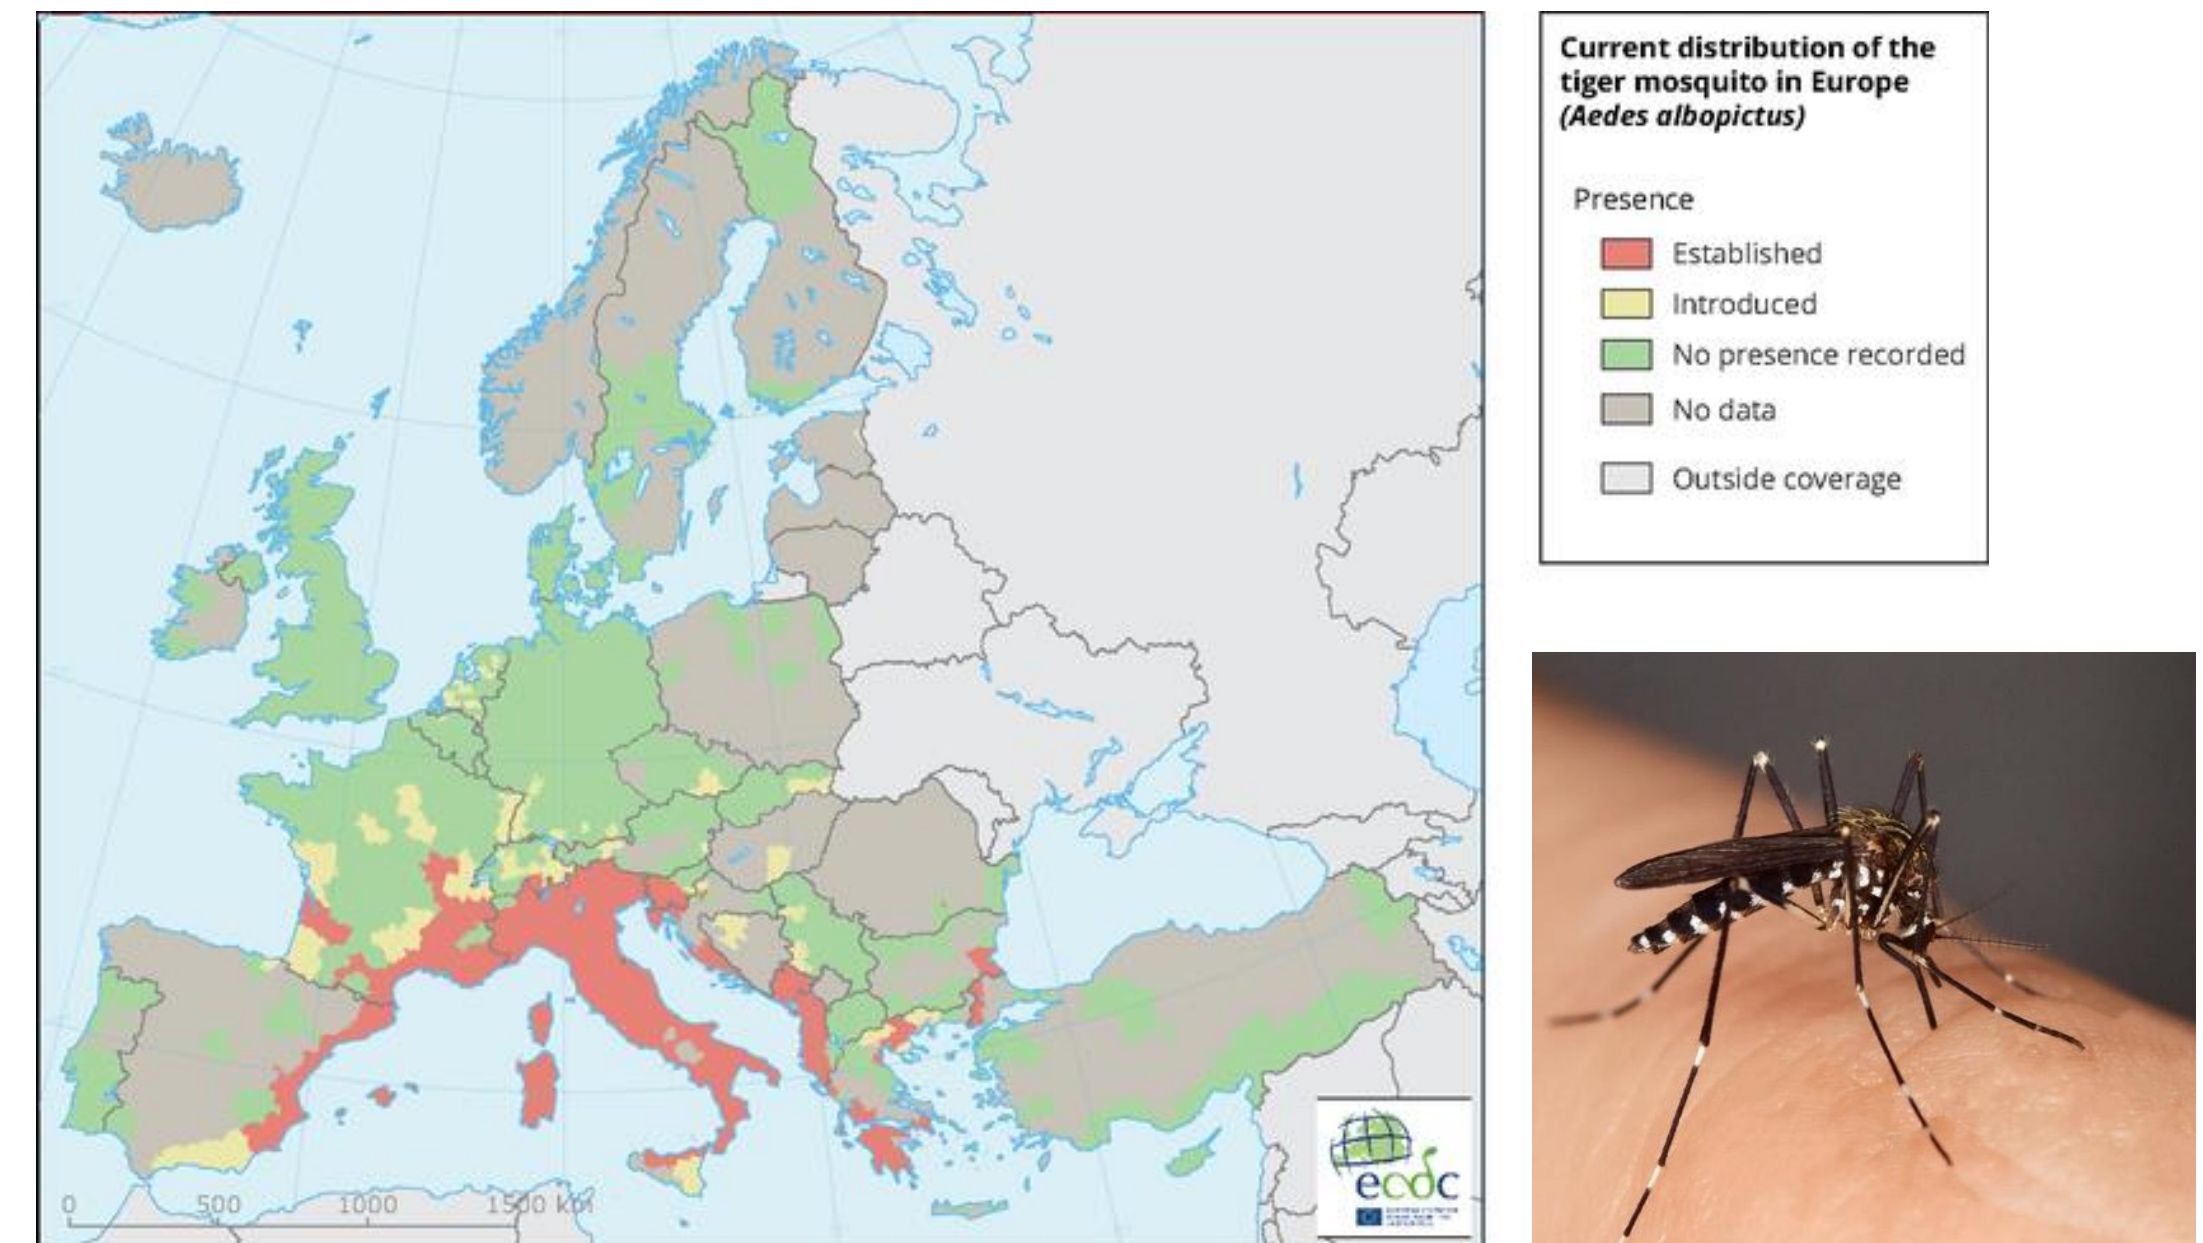 Current distribution of the
tiger mosquito in Europe
(Aedes albopictus)
Presence
Established
Introduced
No presence recorded
No data
Outside coverage
0 500 1000 1500 km
ecdc